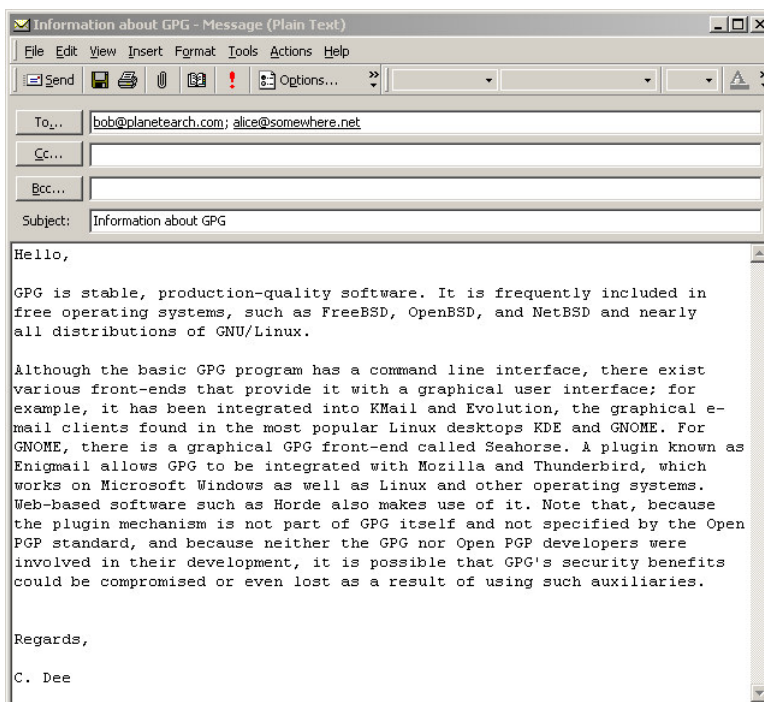 Information about GPG - Message (Plain Text)
File Edit View Insert Format Tools Actions Help
Send Options...
To... bob@planetearch.com; alice@somewhere.net
Cc...
Bcc...
Subject: Information about GPG
Hello,
GPG is stable, production-quality software. It is frequently included in
free operating systems, such as FreeBSD, OpenBSD, and NetBSD and nearly
all distributions of GNU/Linux.
Although the basic GPG program has a command line interface, there exist
various front-ends that provide it with a graphical user interface; for
example, it has been integrated into KMail and Evolution, the graphical e-
mail clients found in the most popular Linux desktops KDE and GNOME. For
GNOME, there is a graphical GPG front-end called Seahorse. A plugin known as
Enigmail allows GPG to be integrated with Mozilla and Thunderbird, which
works on Microsoft Windows as well as Linux and other operating systems.
Web-based software such as Horde also makes use of it. Note that, because
the plugin mechanism is not part of GPG itself and not specified by the Open
PGP standard, and because neither the GPG nor Open PGP developers were
involved in their development, it is possible that GPG's security benefits
could be compromised or even lost as a result of using such auxiliaries.
Regards,
C. Dee